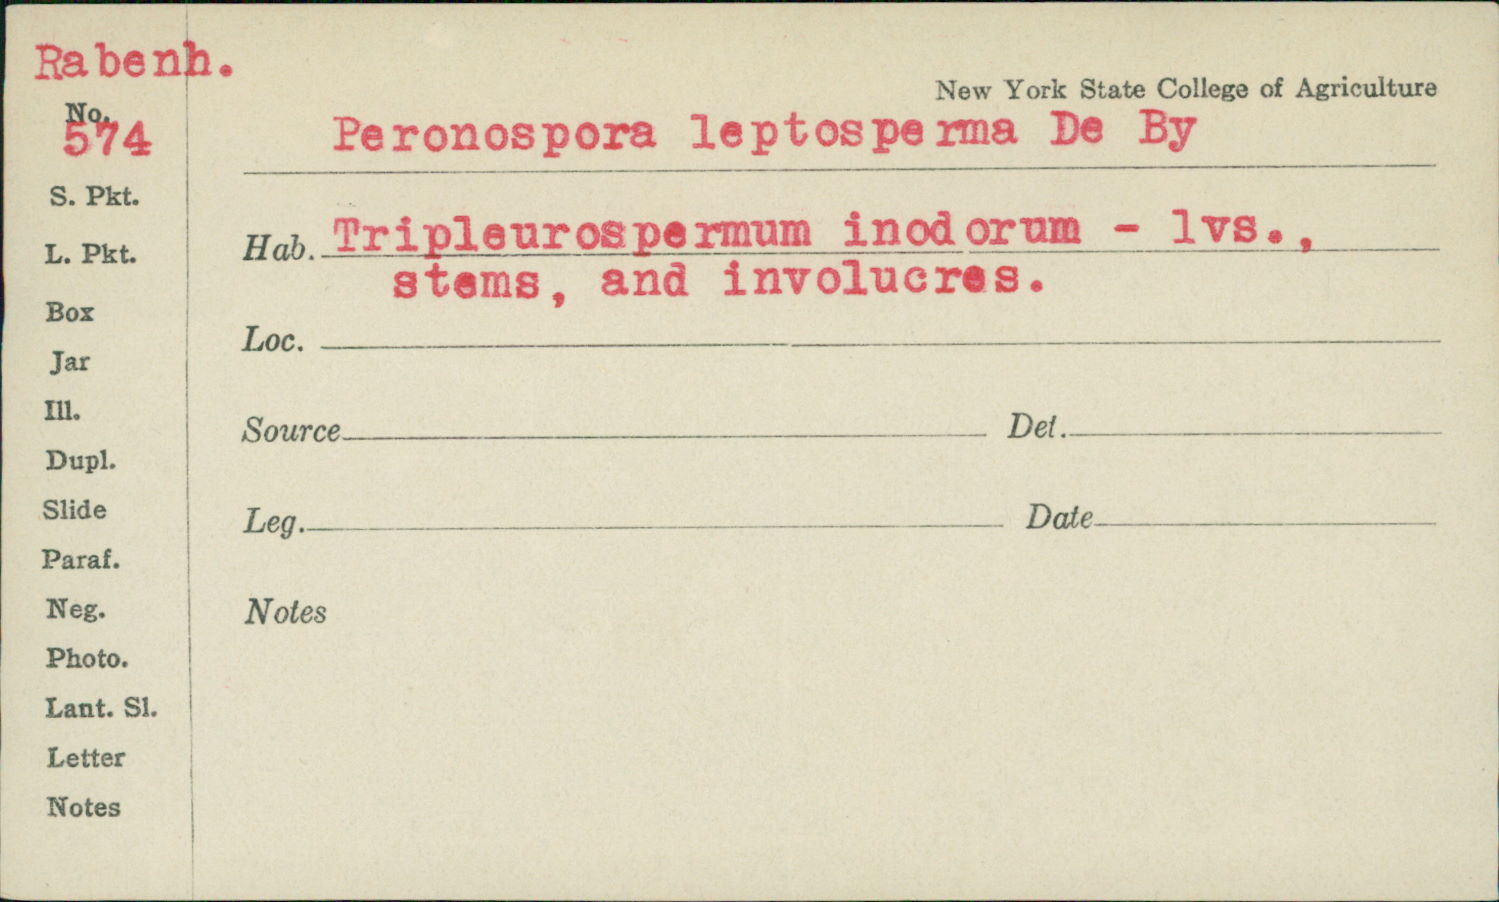 Rabenh.
New York State College of Agriculture
No.
574
Peronospora leptosperma De By
S. Pkt.
Hab. Tripleurospermum inodorum - lvs.,
stems, and involucres.
L. Pkt.
Box
Loc.
Jar
Ill.
Source Det.
Dupl.
Slide
Leg. Date
Paraf.
Neg.
Notes
Photo.
Lant. Sl.
Letter
Notes